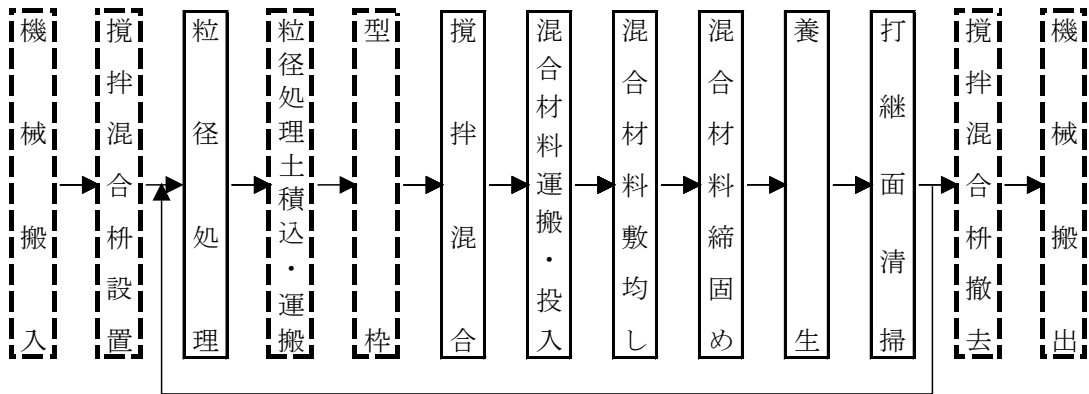 機械搬入
撹拌混合枡設置
粒径処理
粒径処理土積込・運搬
型枠
撹拌混合
混合材料運搬・投入
混合材料敷均し
混合材料締固め
養生
打継面清掃
撹拌混合枡撤去
機械搬出